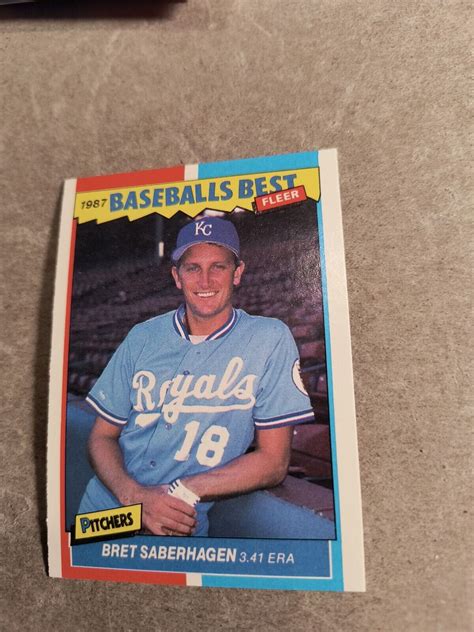 1987 BASEBALLS BEST
FLEER
KC
Royals
18
PITCHERS
BRET SABERHAGEN 3.41 ERA